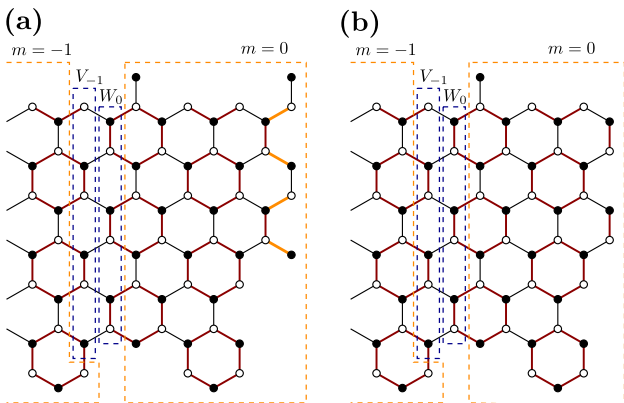 (a)
(b)
m = −1
m = 0
m = −1
m = 0
V₋₁
V₋₁
W₀
W₀